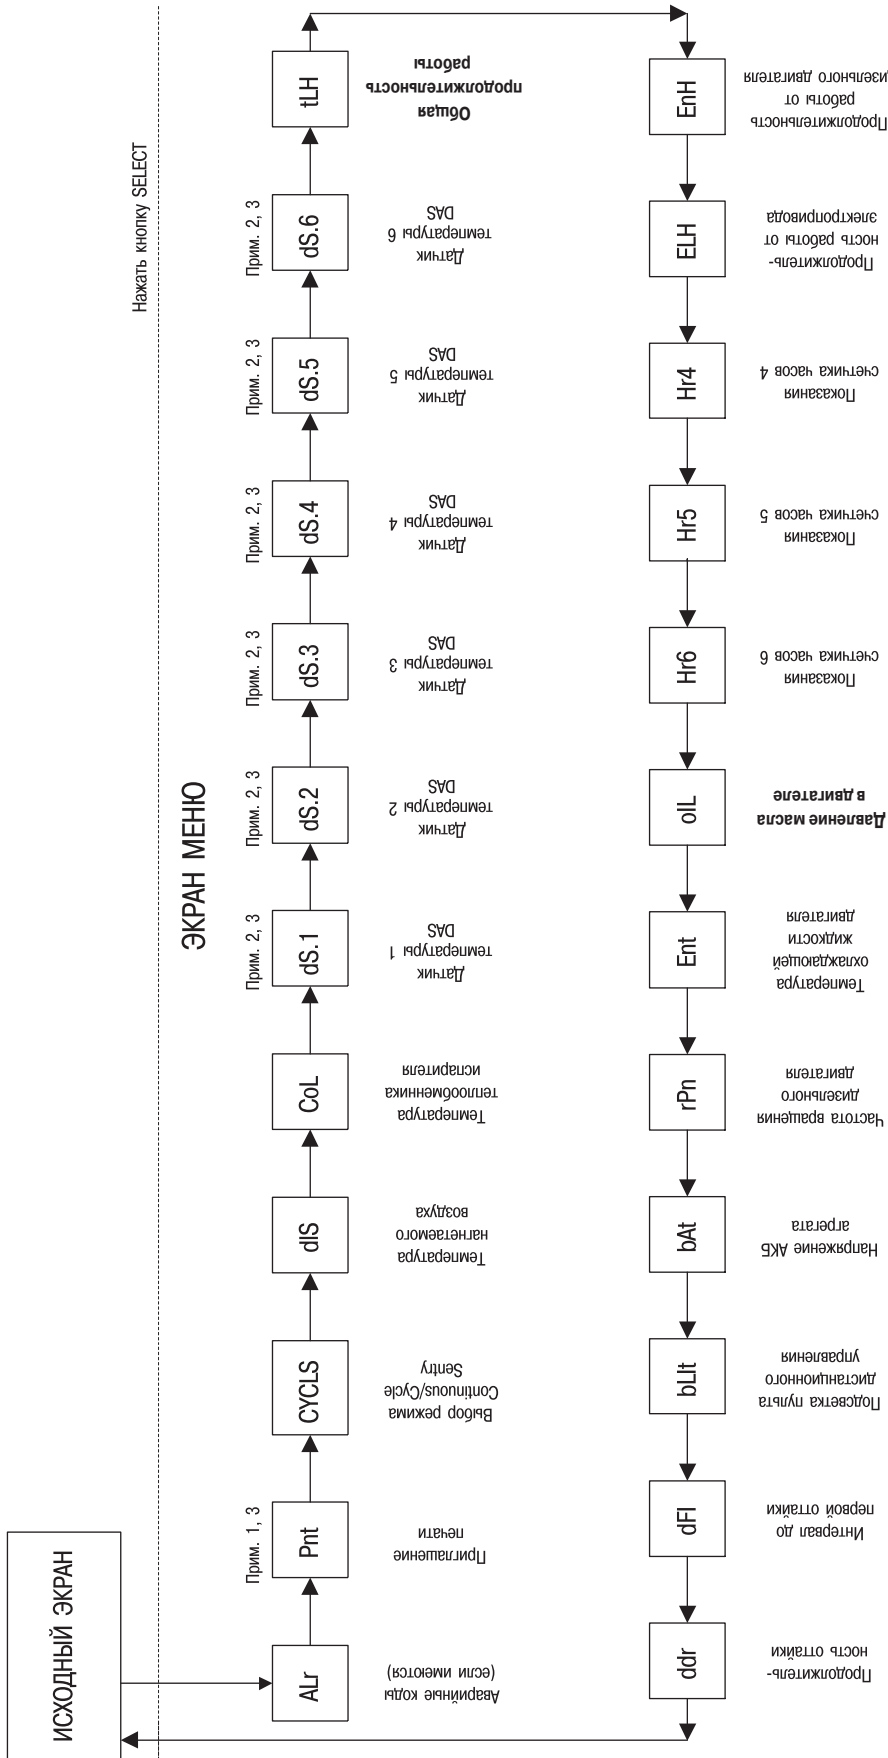 ИСХОДНЫЙ ЭКРАН
Нажать кнопку SELECT
ЭКРАН МЕНЮ
ALr
Аварийные коды
(если имеются)
Прим. 1, 3
Pnt
Приглашение
печати
CYCLS
Выбор режима
Continuous/Cycle
Sentry
dIS
Температура
нагнетаемого
воздуха
CoL
Температура
теплообменника
испарителя
Прим. 2, 3
dS.1
Датчик
температуры 1
DAS
Прим. 2, 3
dS.2
Датчик
температуры 2
DAS
Прим. 2, 3
dS.3
Датчик
температуры 3
DAS
Прим. 2, 3
dS.4
Датчик
температуры 4
DAS
Прим. 2, 3
dS.5
Датчик
температуры 5
DAS
Прим. 2, 3
dS.6
Датчик
температуры 6
DAS
tLH
Общая
продолжительность
работы
EnH
Продолжительность
работы от
дизельного двигателя
ELH
Продолжитель-
ность работы от
электропривода
Hr4
Показания
счетчика часов 4
Hr5
Показания
счетчика часов 5
Hr6
Показания
счетчика часов 6
oIL
Давление масла
в двигателе
Ent
Температура
охлаждающей
жидкости
двигателя
rPn
Частота вращения
дизельного
двигателя
bAt
Напряжение АКБ
агрегата
bLIt
Подсветка пульта
дистанционного
управления
dFI
Интервал до
первой оттайки
ddr
Продолжитель-
ность оттайки